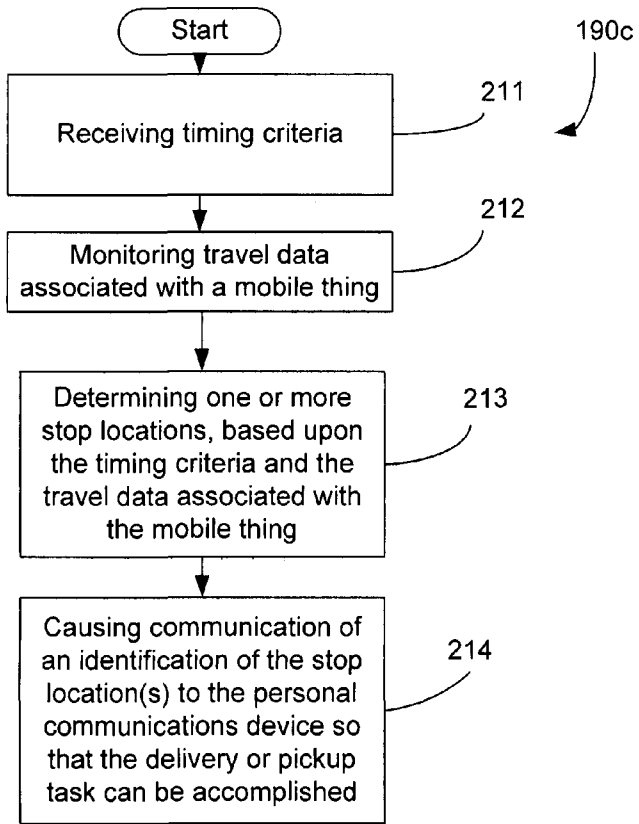 Start
190c
Receiving timing criteria
211
Monitoring travel data
associated with a mobile thing
212
Determining one or more
stop locations, based upon
the timing criteria and the
travel data associated with
the mobile thing
213
Causing communication of
an identification of the stop
location(s) to the personal
communications device so
that the delivery or pickup
task can be accomplished
214